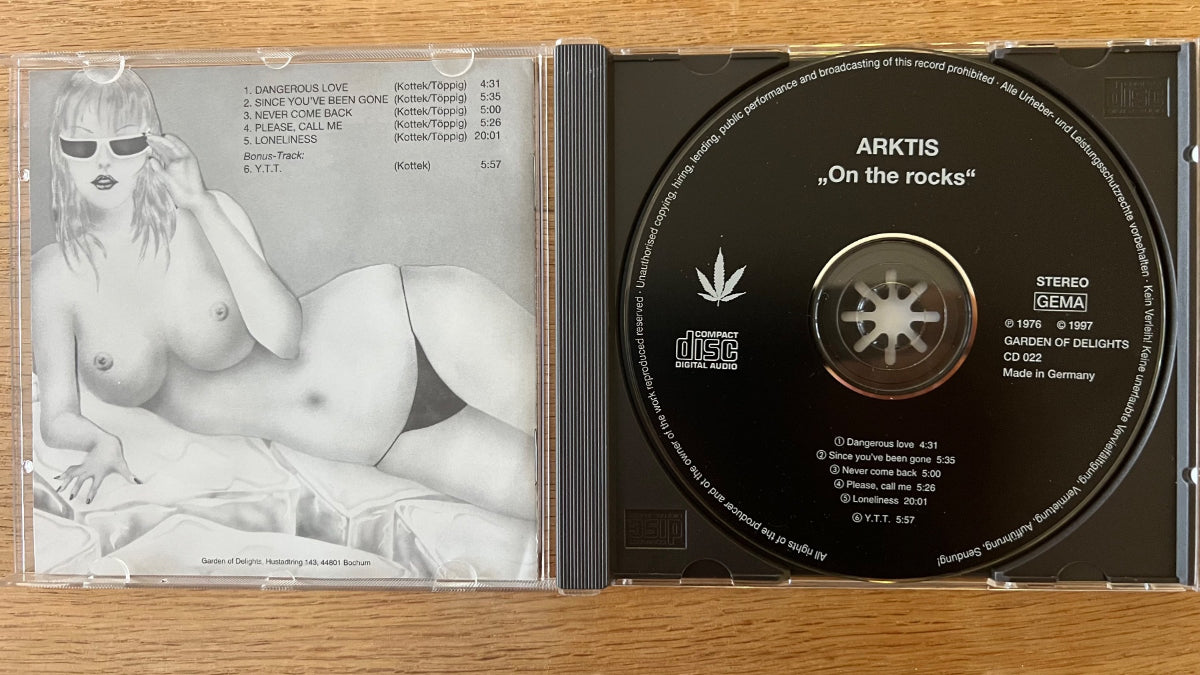 1. DANGEROUS LOVE (Kottek/Töppig) 4:31
2. SINCE YOU'VE BEEN GONE (Kottek/Töppig) 5:35
3. NEVER COME BACK (Kottek/Töppig) 5:00
4. PLEASE, CALL ME (Kottek/Töppig) 5:26
5. LONELINESS (Kottek/Töppig) 20:01
Bonus-Track:
6. Y.T.T. (Kottek) 5:57
Garden of Delights, Hustadtring 143, 44801 Bochum
ARKTIS
„On the rocks“
STEREO
GEMA
℗ 1976 © 1997
GARDEN OF DELIGHTS
CD 022
Made in Germany
COMPACT
disc
DIGITAL AUDIO
① Dangerous love 4:31
② Since you've been gone 5:35
③ Never come back 5:00
④ Please, call me 5:26
⑤ Loneliness 20:01
⑥ Y.T.T. 5:57
All rights of the producer and of the owner of the work reproduced reserved · Unauthorised copying, hiring, lending, public performance and broadcasting of this record prohibited · Alle Urheber- und Leistungsschutzrechte vorbehalten · Kein Verleih! Keine unerlaubte Vervielfältigung, Vermietung, Aufführung, Sendung!
disc
disc